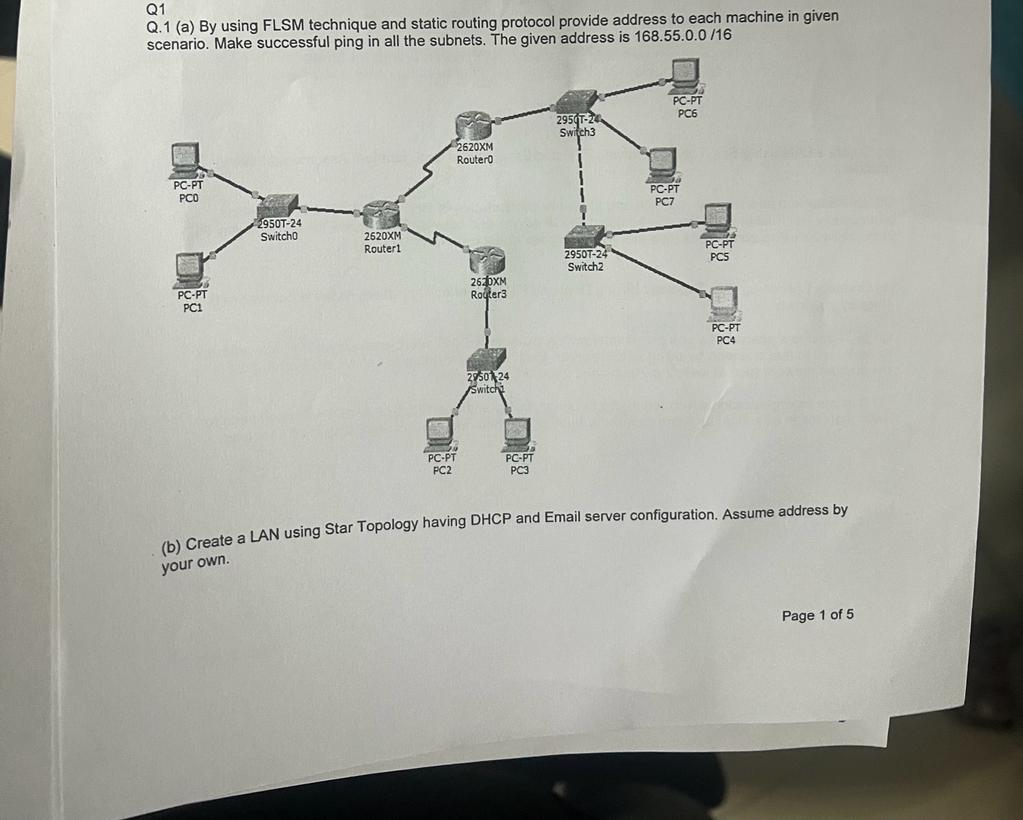 Q1
Q.1 (a) By using FLSM technique and static routing protocol provide address to each machine in given
scenario. Make successful ping in all the subnets. The given address is 168.55.0.0 /16
PC-PT
PC6
2950T-24
Switch3
2620XM
Router0
PC-PT
PC0
PC-PT
PC7
2950T-24
Switch0
2620XM
Router1
PC-PT
PC5
2950T-24
Switch2
2620XM
Router3
PC-PT
PC1
PC-PT
PC4
2950T-24
Switch1
PC-PT
PC2
PC-PT
PC3
(b) Create a LAN using Star Topology having DHCP and Email server configuration. Assume address by
your own.
Page 1 of 5